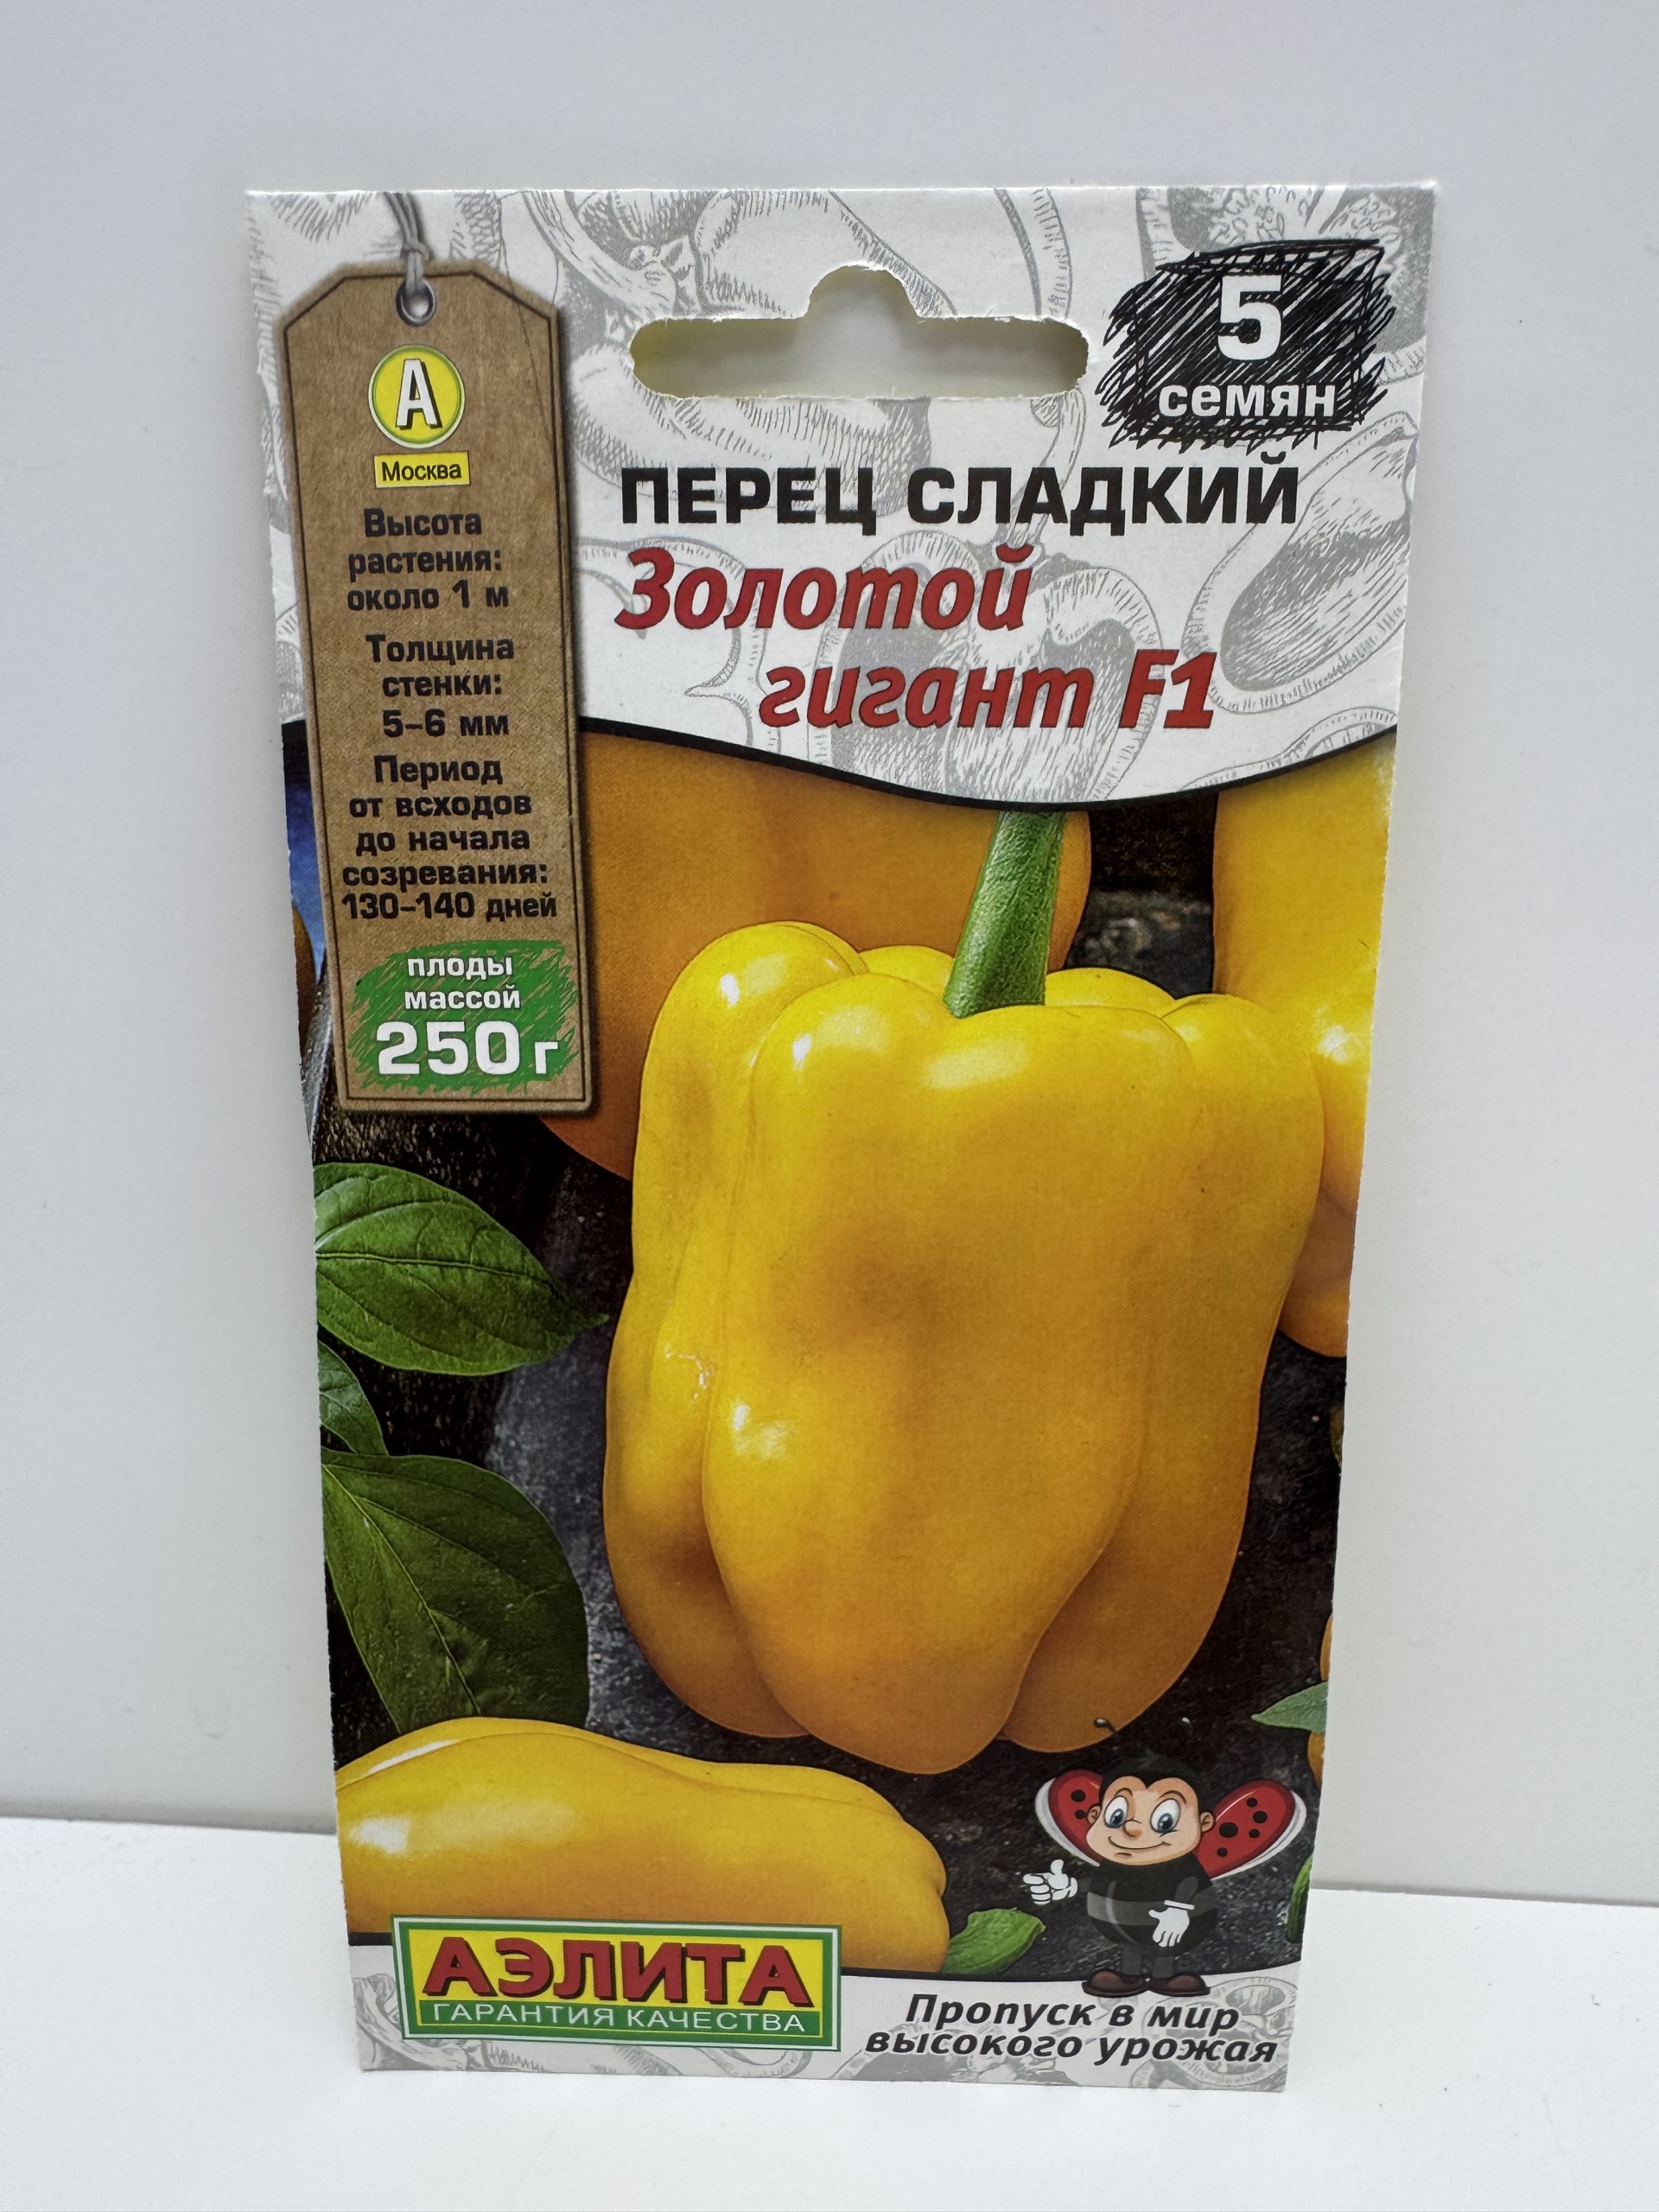 5
семян
ПЕРЕЦ СЛАДКИЙ
Золотой
гигант F1
А
Москва
Высота
растения:
около 1 м
Толщина
стенки:
5-6 мм
Период
от всходов
до начала
созревания:
130-140 дней
плоды
массой
250 г
АЭЛИТА
ГАРАНТИЯ КАЧЕСТВА
Пропуск в мир
высокого урожая